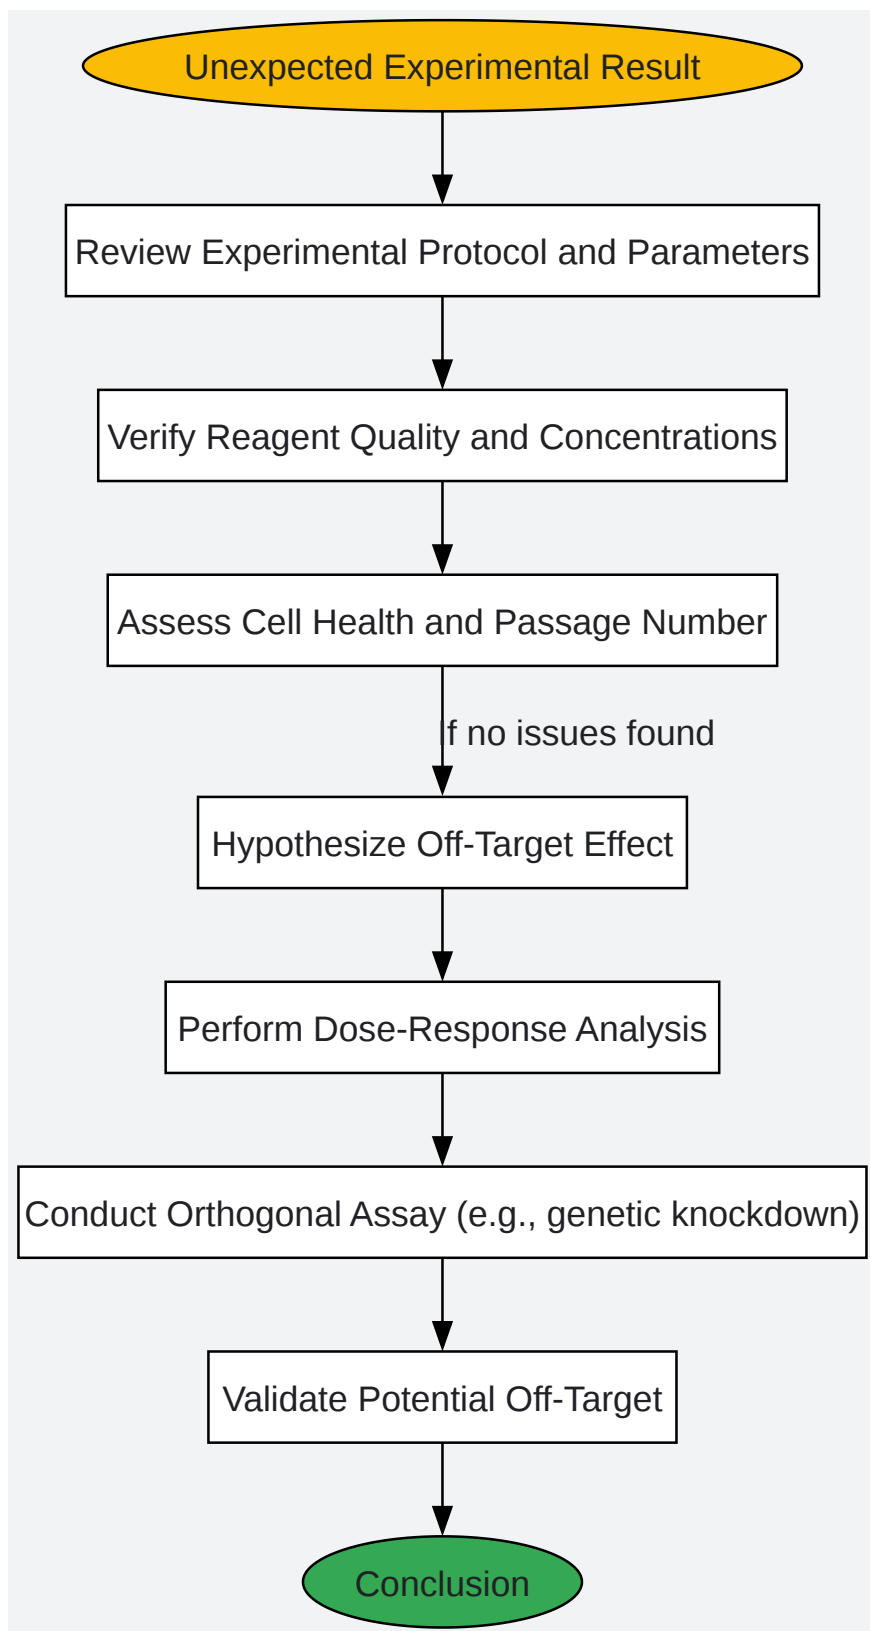 Unexpected Experimental Result
Review Experimental Protocol and Parameters
Verify Reagent Quality and Concentrations
Assess Cell Health and Passage Number
If no issues found
Hypothesize Off-Target Effect
Perform Dose-Response Analysis
Conduct Orthogonal Assay (e.g., genetic knockdown)
Validate Potential Off-Target
Conclusion